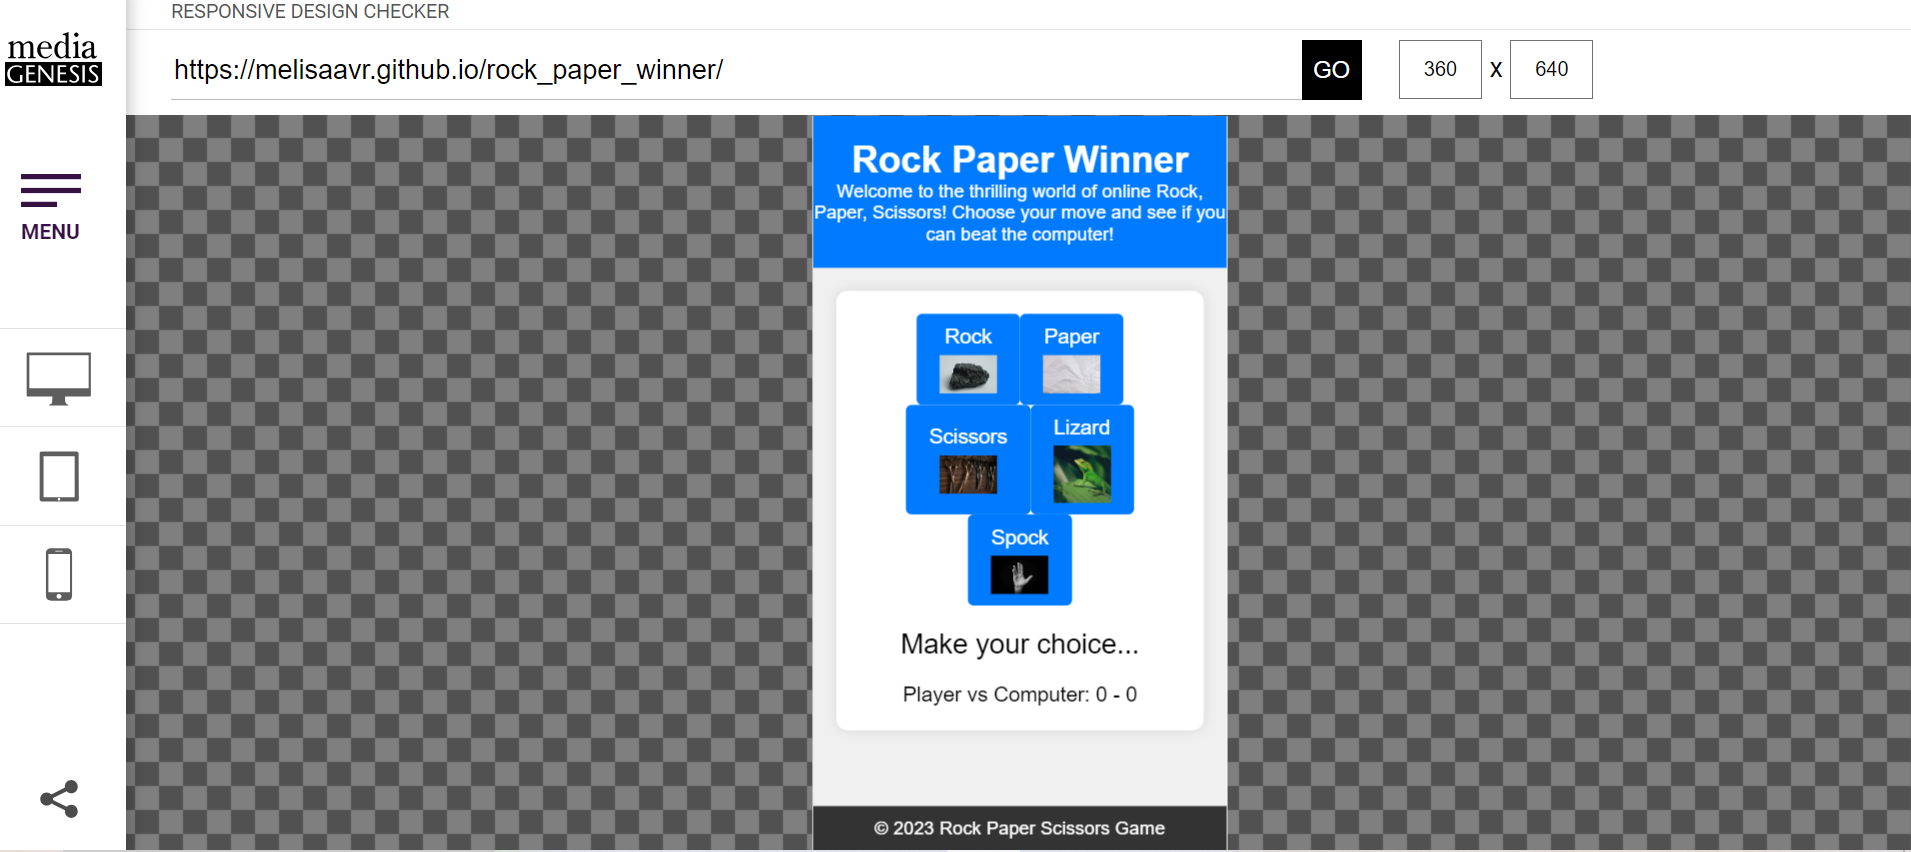 RESPONSIVE DESIGN CHECKER
media
GENESIS
https://melisaavr.github.io/rock_paper_winner/
GO
360 X 640
MENU
Rock Paper Winner
Welcome to the thrilling world of online Rock,
Paper, Scissors! Choose your move and see if you
can beat the computer!
Rock
Paper
Scissors
Lizard
Spock
Make your choice...
Player vs Computer: 0 - 0
© 2023 Rock Paper Scissors Game